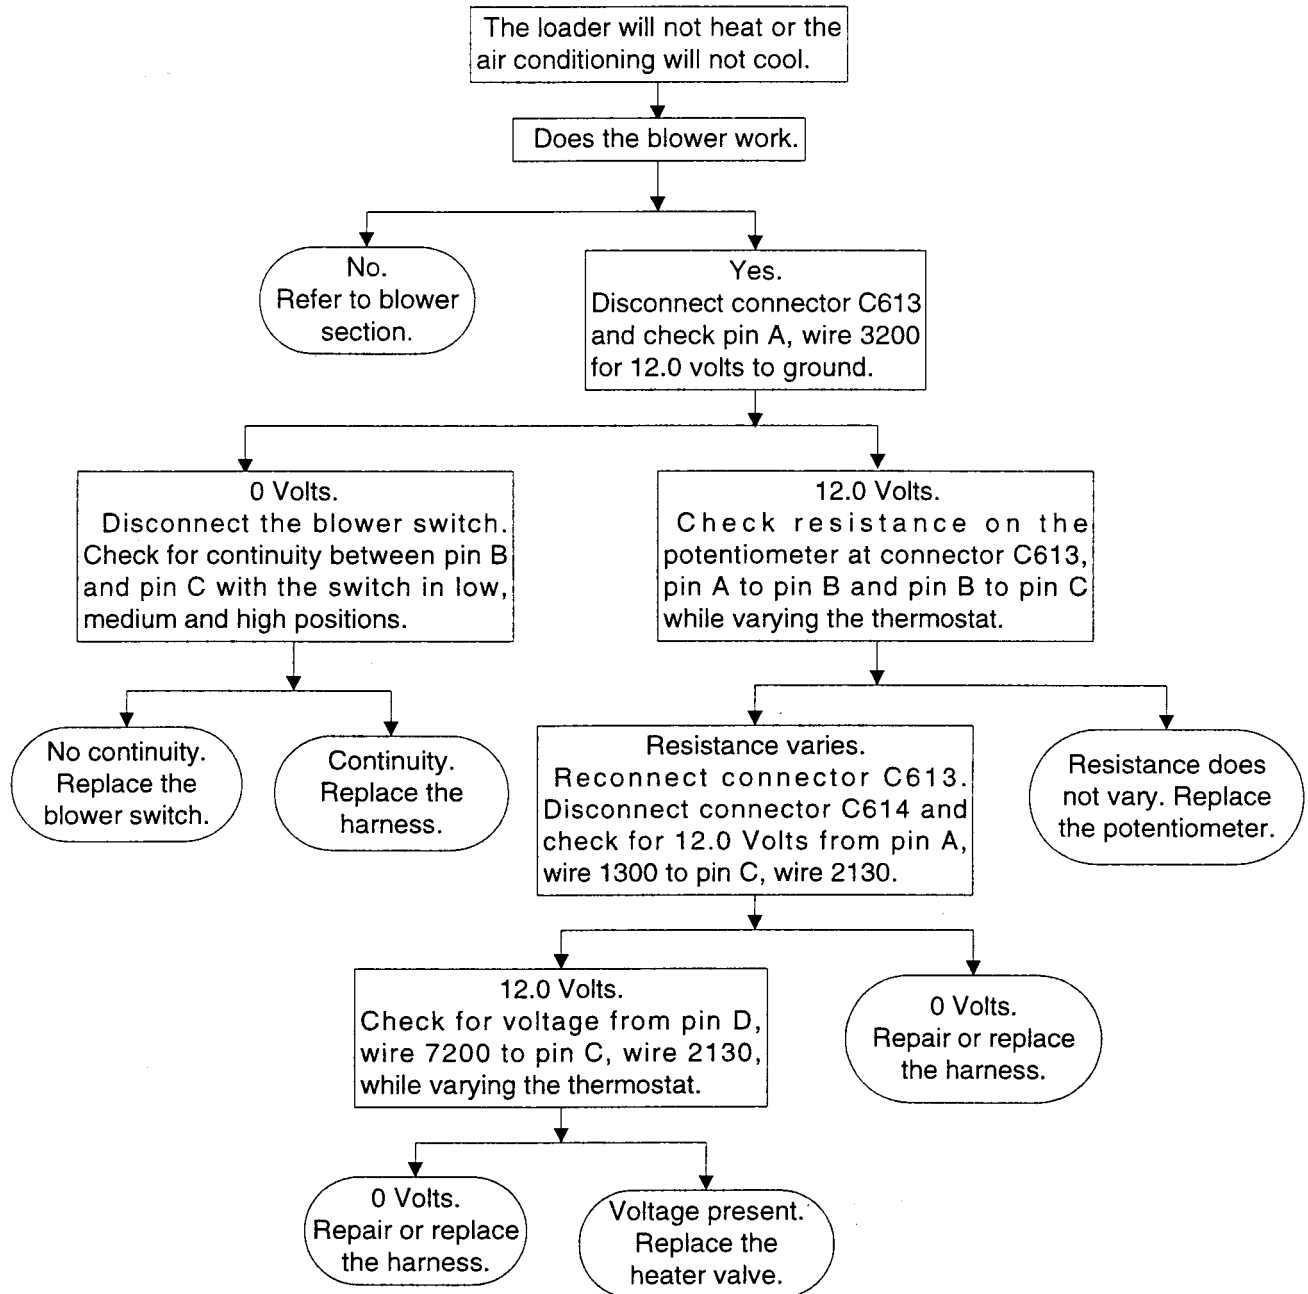 The loader will not heat or the
air conditioning will not cool.
Does the blower work.
No.
Refer to blower
section.
Yes.
Disconnect connector C613
and check pin A, wire 3200
for 12.0 volts to ground.
0 Volts.
Disconnect the blower switch.
Check for continuity between pin B
and pin C with the switch in low,
medium and high positions.
12.0 Volts.
Check resistance on the
potentiometer at connector C613,
pin A to pin B and pin B to pin C
while varying the thermostat.
No continuity.
Replace the
blower switch.
Continuity.
Replace the
harness.
Resistance varies.
Reconnect connector C613.
Disconnect connector C614 and
check for 12.0 Volts from pin A,
wire 1300 to pin C, wire 2130.
Resistance does
not vary. Replace
the potentiometer.
12.0 Volts.
Check for voltage from pin D,
wire 7200 to pin C, wire 2130,
while varying the thermostat.
0 Volts.
Repair or replace
the harness.
0 Volts.
Repair or replace
the harness.
Voltage present.
Replace the
heater valve.